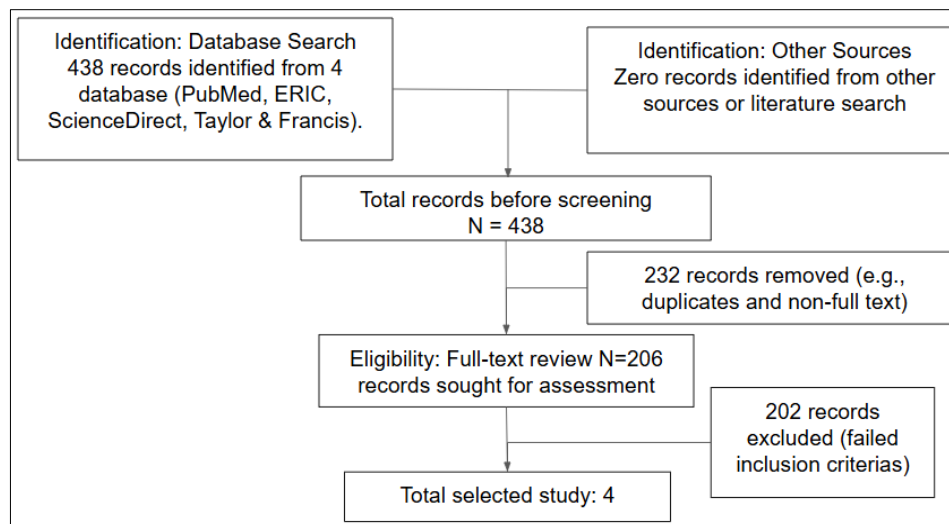 Identification: Database Search
438 records identified from 4
database (PubMed, ERIC,
ScienceDirect, Taylor & Francis).
Identification: Other Sources
Zero records identified from other
sources or literature search
Total records before screening
N = 438
232 records removed (e.g.,
duplicates and non-full text)
Eligibility: Full-text review N=206
records sought for assessment
202 records
excluded (failed
inclusion criterias)
Total selected study: 4